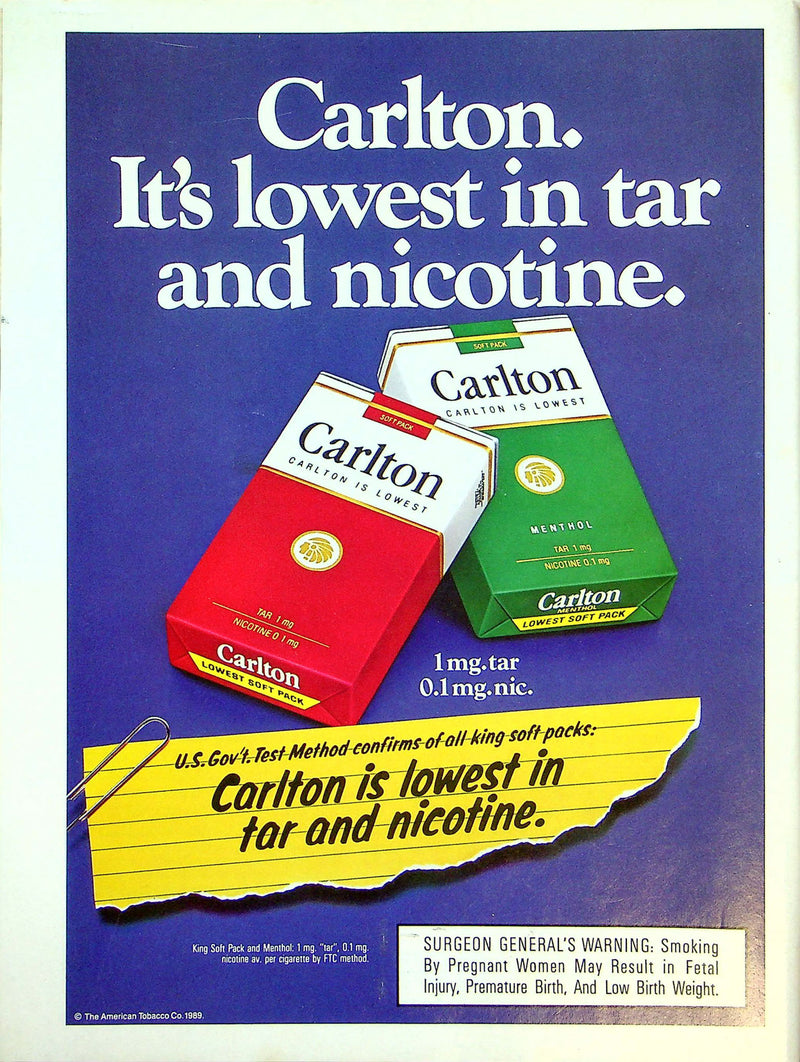 Carlton.
It's lowest in tar
and nicotine.
SOFT PACK
Carlton
CARLTON IS LOWEST
MENTHOL
TAR 1 mg
NICOTINE 0.1 mg
Carlton
MENTHOL
LOWEST SOFT PACK
SOFT PACK
Carlton
CARLTON IS LOWEST
TAR 1 mg
NICOTINE 0.1 mg
Carlton
LOWEST SOFT PACK
1 mg. tar
0.1 mg. nic.
U.S. Gov't. Test Method confirms of all king soft packs:
Carlton is lowest in
tar and nicotine.
King Soft Pack and Menthol: 1 mg. "tar", 0.1 mg.
nicotine av. per cigarette by FTC method.
SURGEON GENERAL'S WARNING: Smoking
By Pregnant Women May Result in Fetal
Injury, Premature Birth, And Low Birth Weight.
© The American Tobacco Co. 1989.